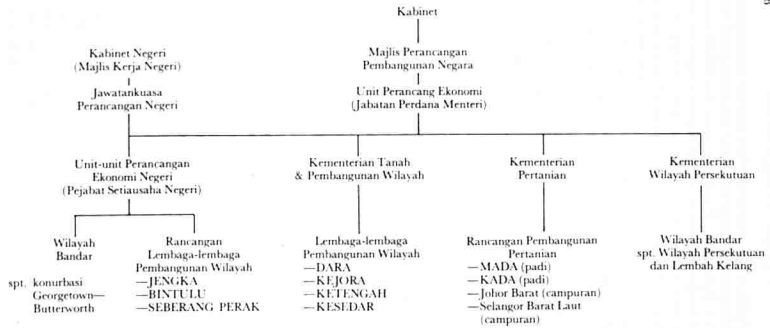 Kabinet
Kabinet Negeri
(Majlis Kerja Negeri)
Majlis Perancangan
Pembangunan Negara
Jawatankuasa
Perancangan Negeri
Unit Perancang Ekonomi
(Jabatan Perdana Menteri)
Unit-unit Perancangan
Ekonomi Negeri
(Pejabat Setiausaha Negeri)
Kementerian Tanah
& Pembangunan Wilayah
Kementerian
Pertanian
Kementerian
Wilayah Persekutuan
Wilayah
Bandar
spt. konurbasi
Georgetown—
Butterworth
Rancangan
Lembaga-lembaga
Pembangunan Wilayah
—JENGKA
—BINTULU
—SEBERANG PERAK
Lembaga-lembaga
Pembangunan Wilayah
—DARA
—KEJORA
—KETENGAH
—KESEDAR
Rancangan Pembangunan
Pertanian
—MADA (padi)
—KADA (padi)
—Johor Barat (campuran)
—Selangor Barat Laut
(campuran)
Wilayah Bandar
spt. Wilayah Persekutuan
dan Lembah Kelang